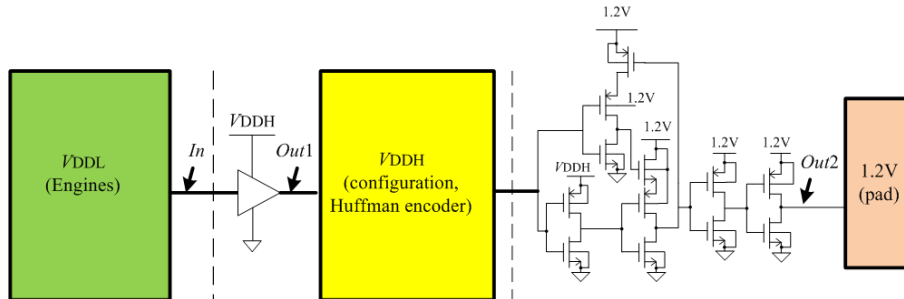 1.2V
1.2V
1.2V
1.2V
1.2V
VDDH
VDDH
In
Out1
Out2
VDDL
(Engines)
VDDH
(configuration,
Huffman encoder)
1.2V
(pad)